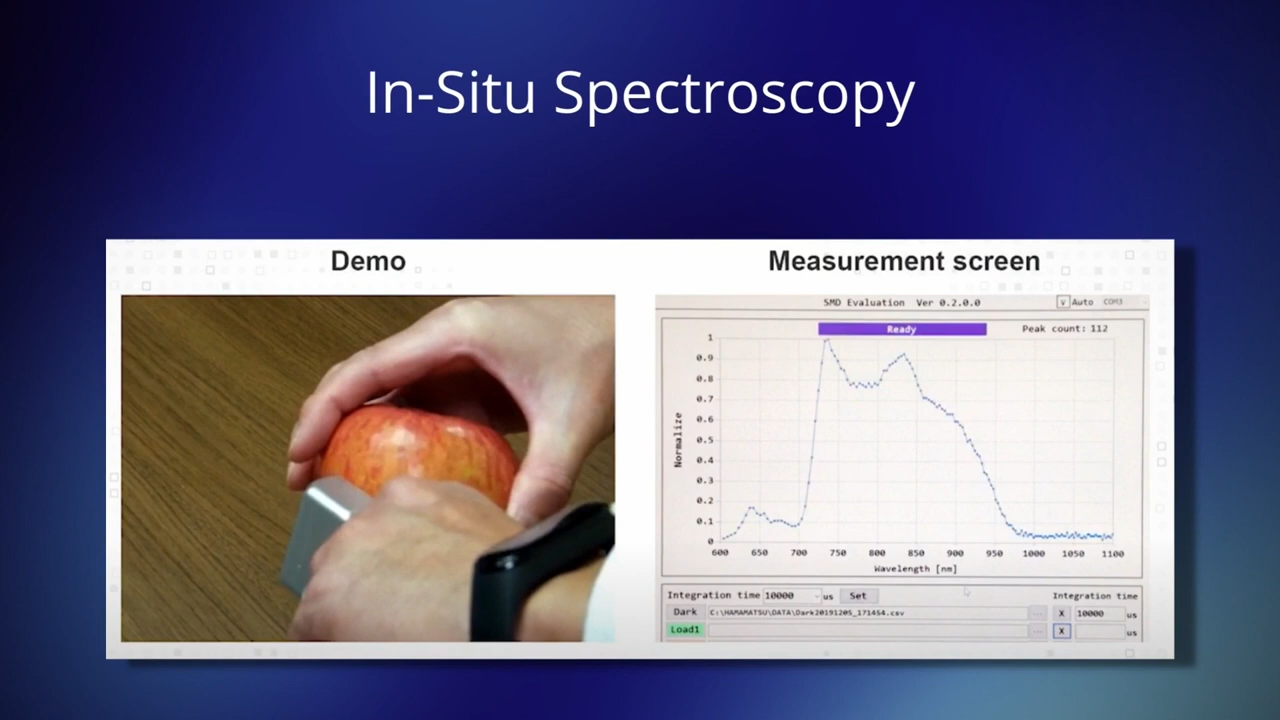 In-Situ Spectroscopy
Demo
Measurement screen
SMD Evaluation Ver 0.2.0.0
v Auto COM3
Ready
Peak count: 112
1
0.9
0.8
0.7
0.6
0.5
0.4
0.3
0.2
0.1
0
Normalize
600 650 700 750 800 850 900 950 1000 1050 1100
Wavelength [nm]
Integration time 10000 us Set
Integration time
Dark C:\HAMAMATSU\DATA\Dark20191205_171454.csv ... X 10000 us
Load1 ... X us